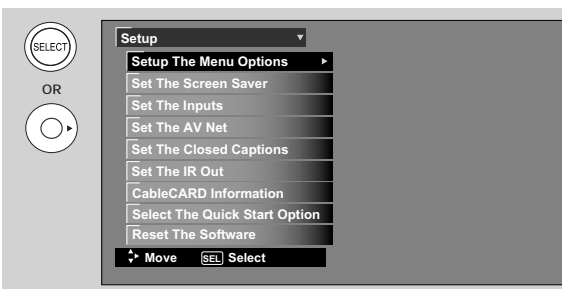 SELECT
OR
Setup
Setup The Menu Options
Set The Screen Saver
Set The Inputs
Set The AV Net
Set The Closed Captions
Set The IR Out
CableCARD Information
Select The Quick Start Option
Reset The Software
Move SEL Select